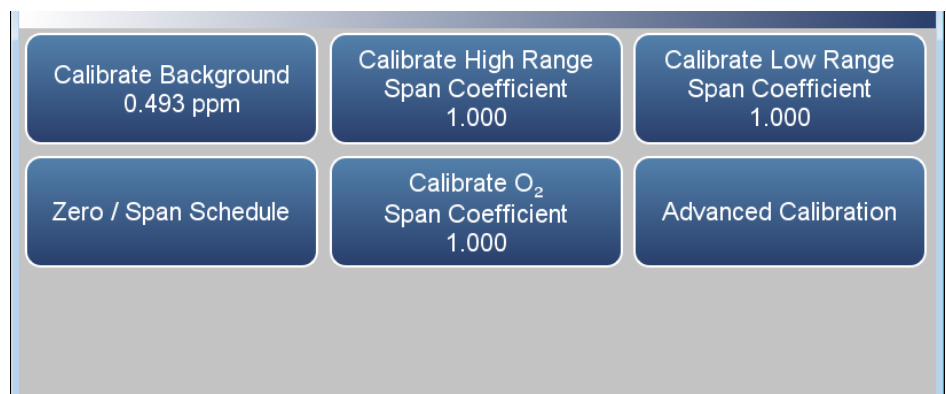 Calibrate Background
0.493 ppm
Calibrate High Range
Span Coefficient
1.000
Calibrate Low Range
Span Coefficient
1.000
Zero / Span Schedule
Calibrate O₂
Span Coefficient
1.000
Advanced Calibration